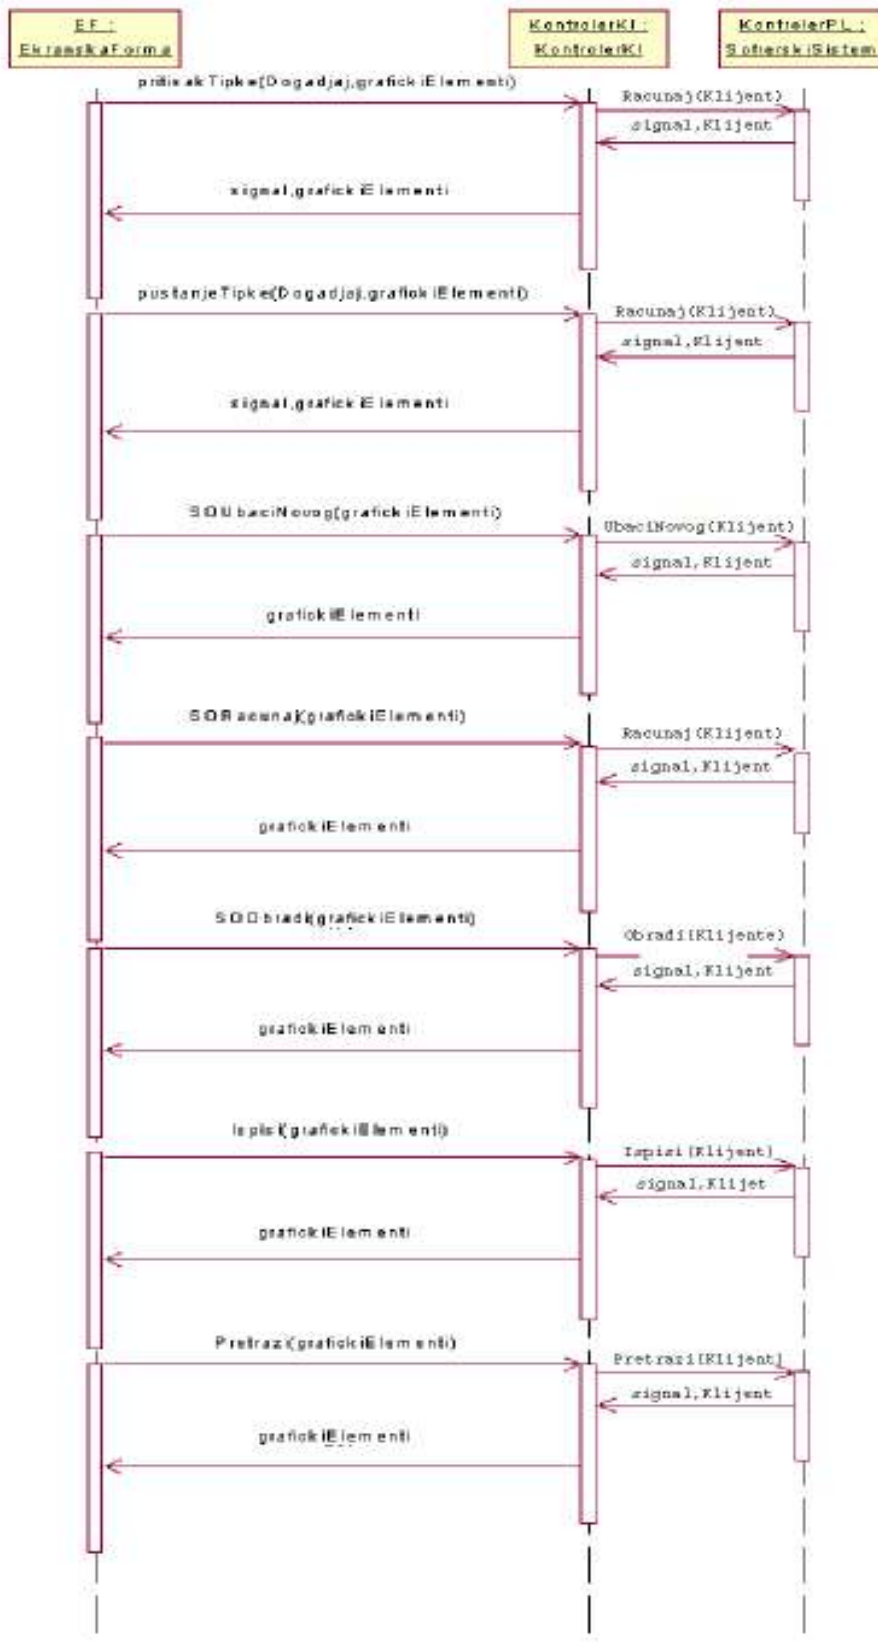 EF :
EkranskaForma
KontrolerKI :
KontrolerKI
KontrolerPL :
SofterskiSistem
pritisakTipke(Dogadjaj,grafickiElementi)
Racunaj(Klijent)
signal,Klijent
signal,grafickiElementi
pustanjeTipke(Dogadjaj,grafickiElementi)
Racunaj(Klijent)
signal,Klijent
signal,grafickiElementi
SOUbaciNovog(grafickiElementi)
UbaciNovog(Klijent)
signal,Klijent
grafickiElementi
SORacunaj(grafickiElementi)
Racunaj(Klijent)
signal,Klijent
grafickiElementi
SOObradi(grafickiElementi)
Obradi(Klijente)
signal,Klijent
grafickiElementi
Ispisi(grafickiElementi)
Ispisi(Klijent)
signal,Klijet
grafickiElementi
Pretrazi(grafickiElementi)
Pretrazi(Klijent)
signal,Klijent
grafickiElementi